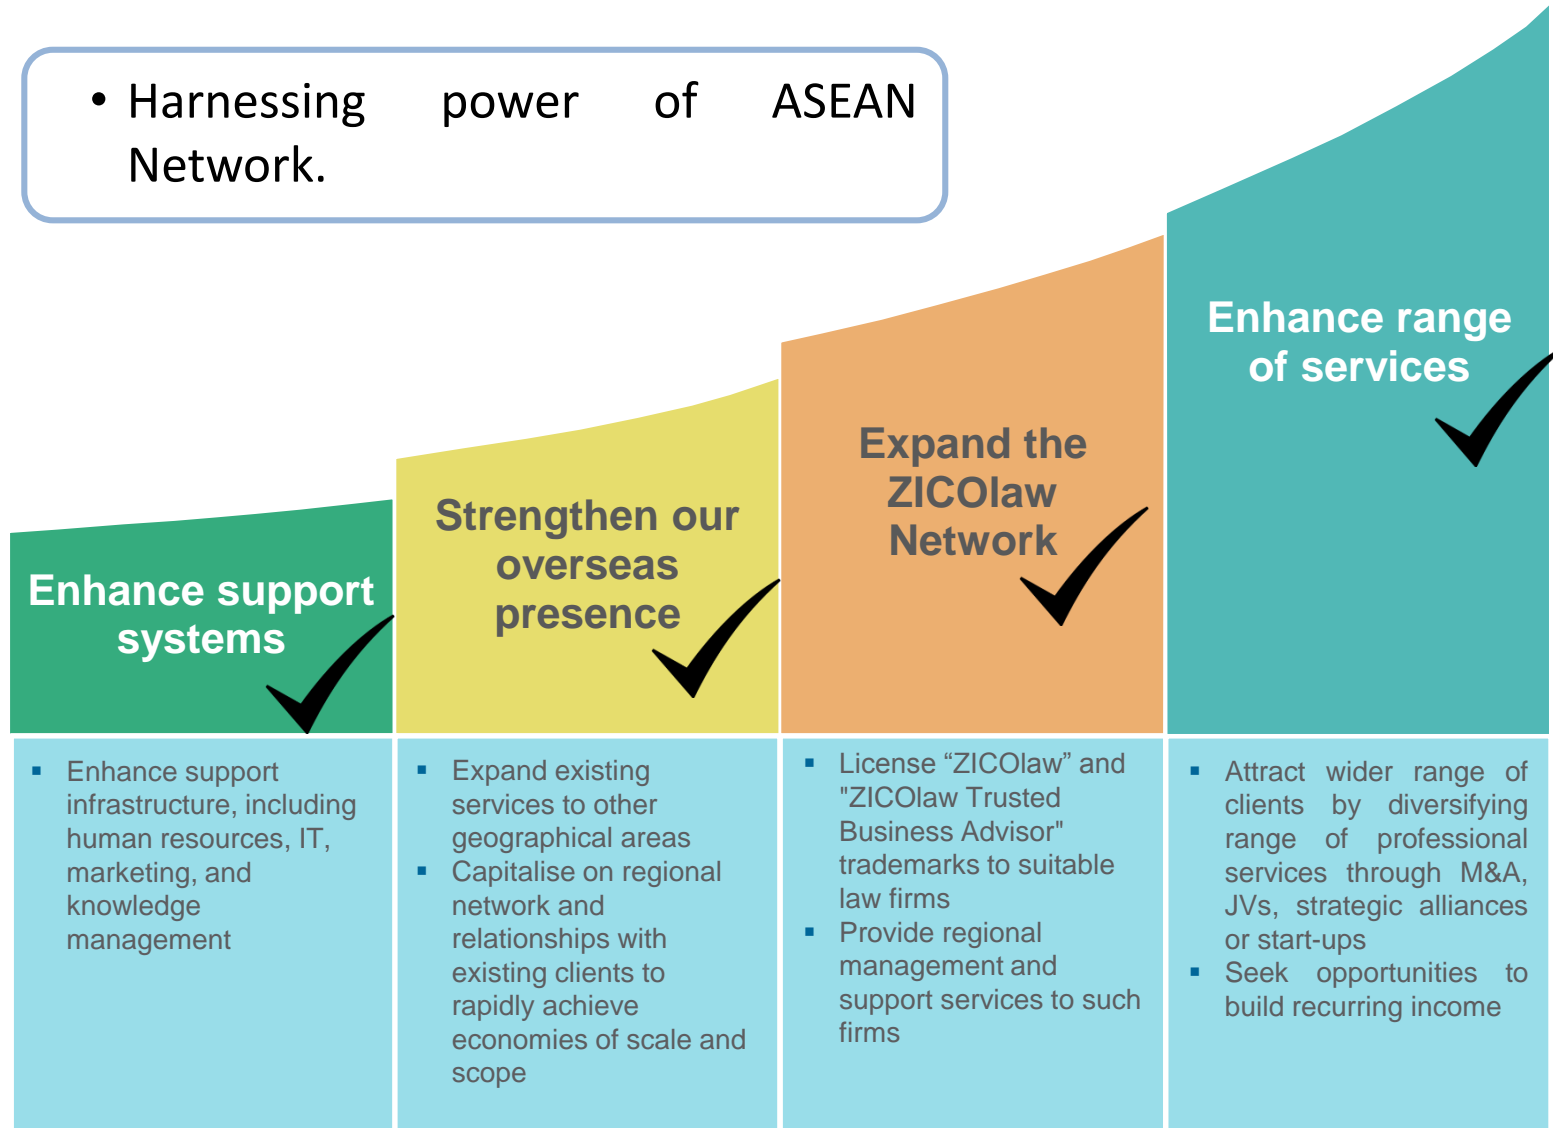 • Harnessing power of ASEAN
Network.
Enhance support
systems
Strengthen our
overseas
presence
Expand the
ZICOlaw
Network
Enhance range
of services
▪ Enhance support
infrastructure, including
human resources, IT,
marketing, and
knowledge
management
▪ Expand existing
services to other
geographical areas
▪ Capitalise on regional
network and
relationships with
existing clients to
rapidly achieve
economies of scale and
scope
▪ License “ZICOlaw” and
"ZICOlaw Trusted
Business Advisor"
trademarks to suitable
law firms
▪ Provide regional
management and
support services to such
firms
▪ Attract wider range of
clients by diversifying
range of professional
services through M&A,
JVs, strategic alliances
or start-ups
▪ Seek opportunities to
build recurring income